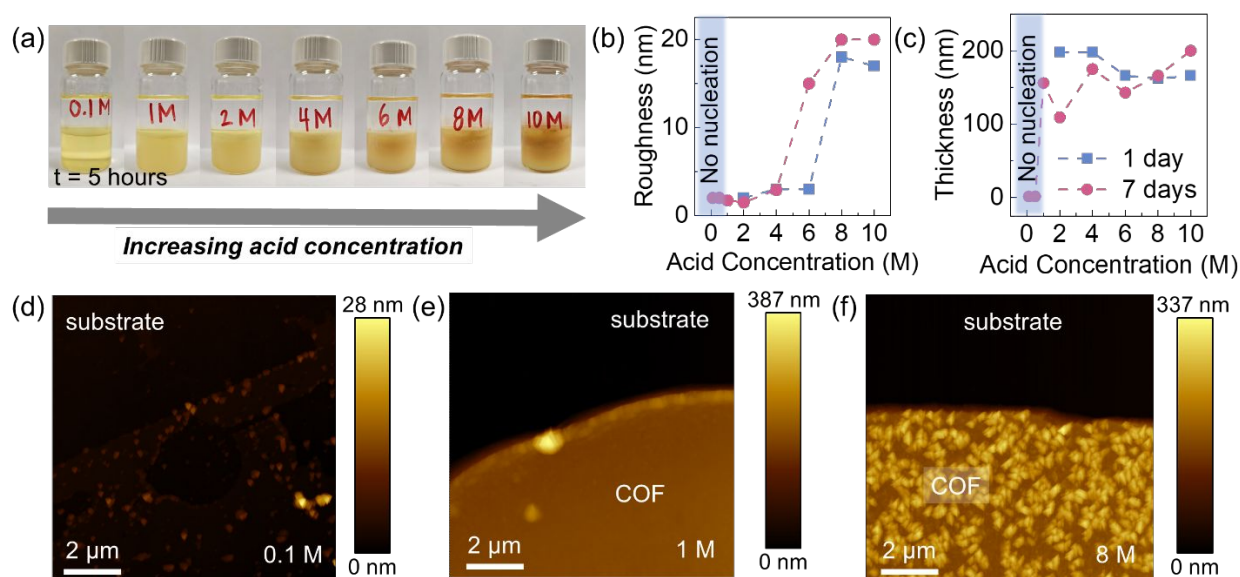 (a)
0.1M
1M
2M
4M
6M
8M
10M
t = 5 hours
Increasing acid concentration
(b)
Roughness (nm)
20
10
0
No nucleation
0 2 4 6 8 10
Acid Concentration (M)
(c)
Thickness (nm)
200
100
0
No nucleation
1 day
7 days
0 2 4 6 8 10
Acid Concentration (M)
(d)
substrate
2 µm
0.1 M
28 nm
0 nm
(e)
substrate
COF
2 µm
1 M
387 nm
0 nm
(f)
substrate
COF
2 µm
8 M
337 nm
0 nm